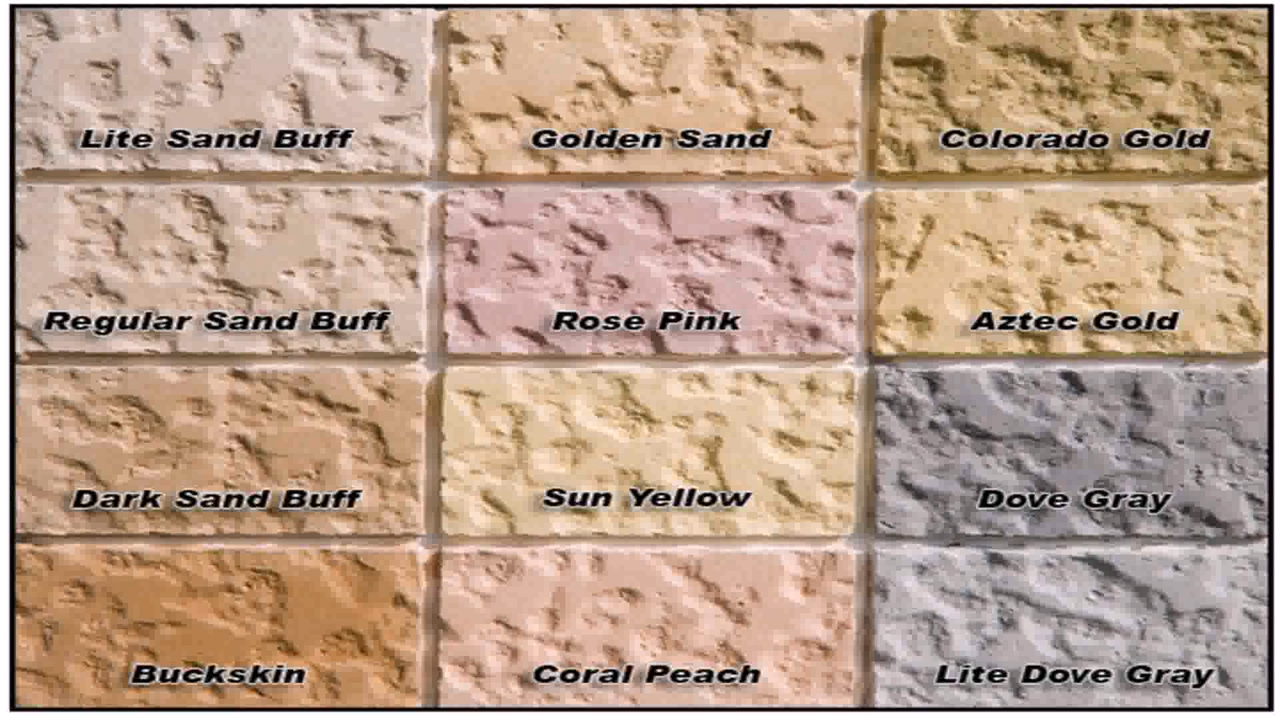 Lite Sand Buff
Golden Sand
Colorado Gold
Regular Sand Buff
Rose Pink
Aztec Gold
Dark Sand Buff
Sun Yellow
Dove Gray
Buckskin
Coral Peach
Lite Dove Gray